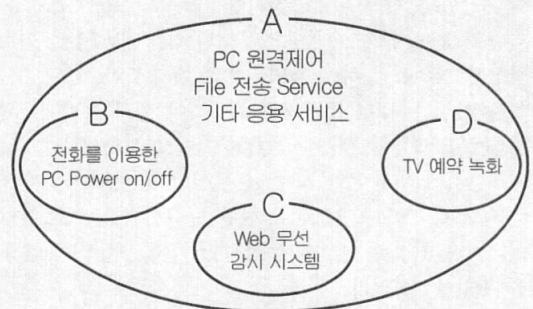 A
PC 원격제어
File 전송 Service
기타 응용 서비스
B
전화를 이용한
PC Power on/off
D
TV 예약 녹화
C
Web 무선
감시 시스템